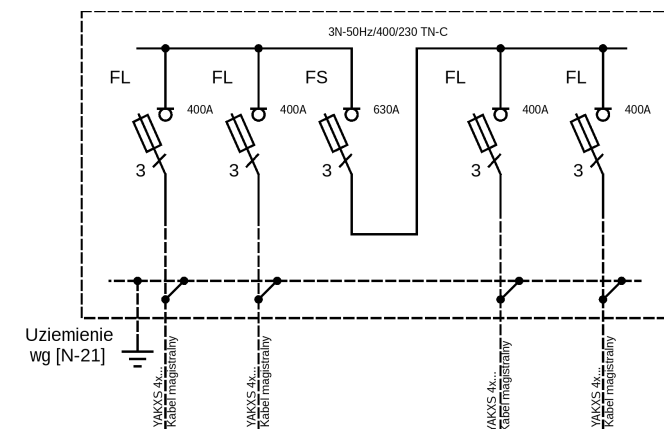 3N-50Hz/400/230 TN-C
FL
FL
FS
FL
FL
400A
400A
630A
400A
400A
3
3
3
3
3
Uziemienie
wg [N-21]
YAKXS 4x...
Kabel magistralny
YAKXS 4x...
Kabel magistralny
YAKXS 4x...
Kabel magistralny
YAKXS 4x...
Kabel magistralny